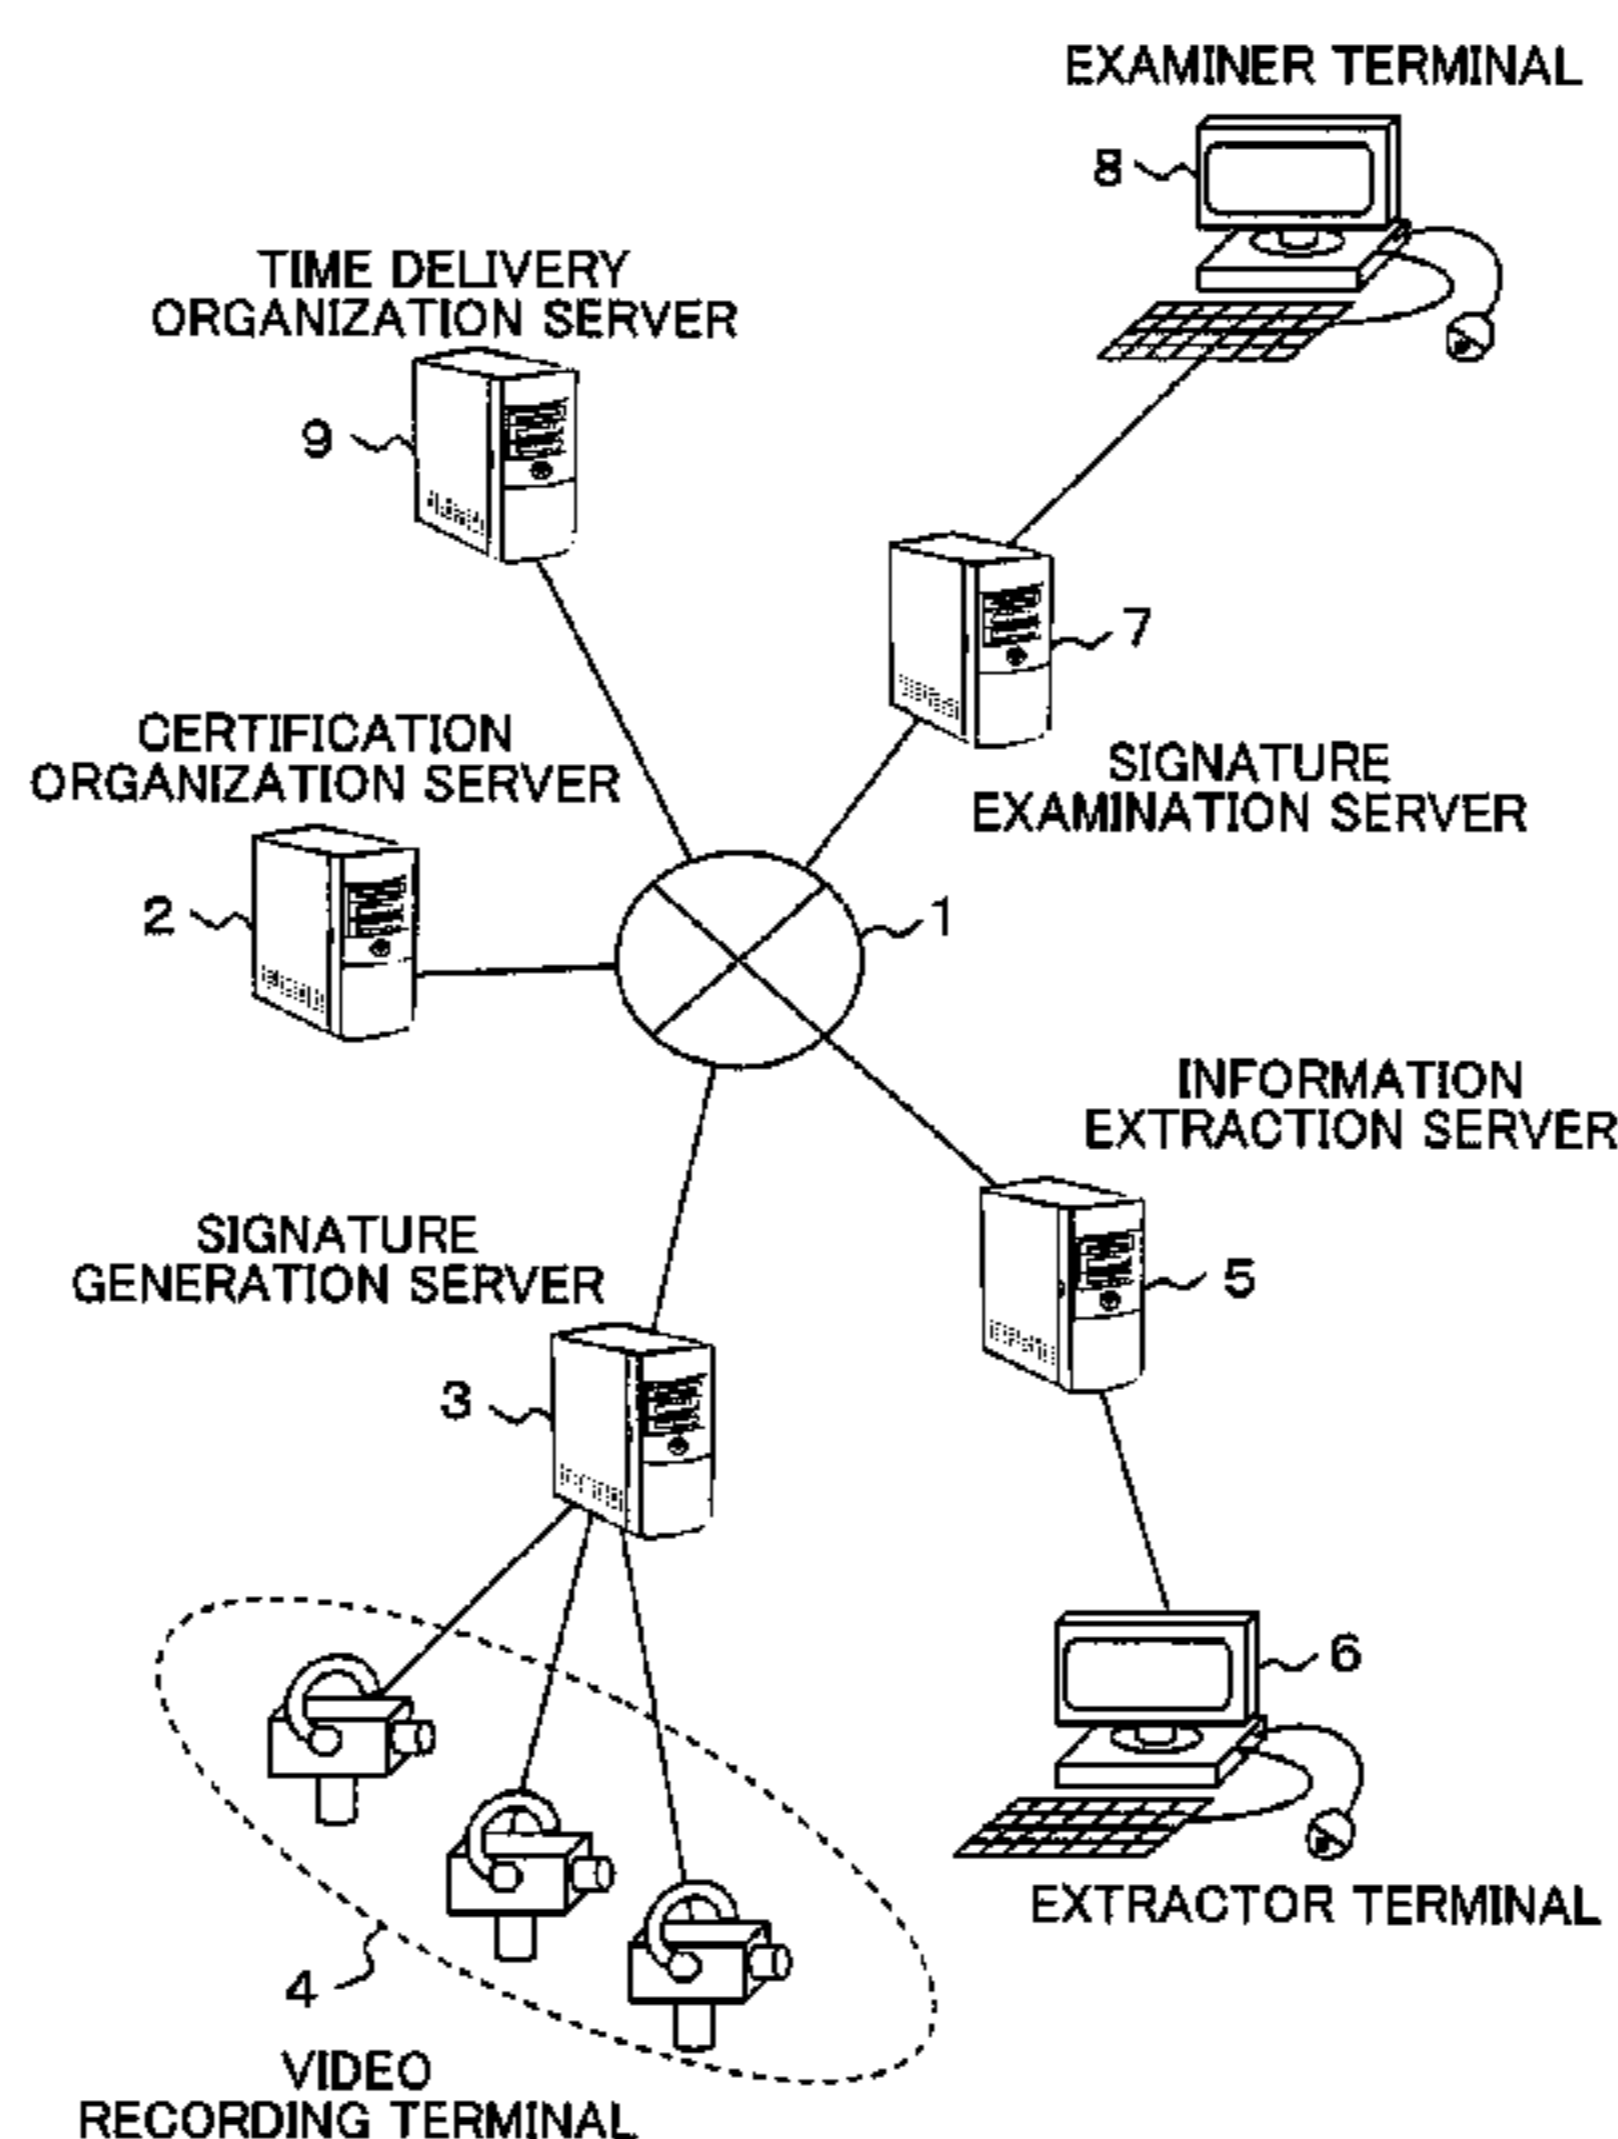 EXAMINER TERMINAL
8
TIME DELIVERY
ORGANIZATION SERVER
9
7
SIGNATURE
EXAMINATION SERVER
CERTIFICATION
ORGANIZATION SERVER
2
1
INFORMATION
EXTRACTION SERVER
5
SIGNATURE
GENERATION SERVER
3
6
EXTRACTOR TERMINAL
4
VIDEO
RECORDING TERMINAL